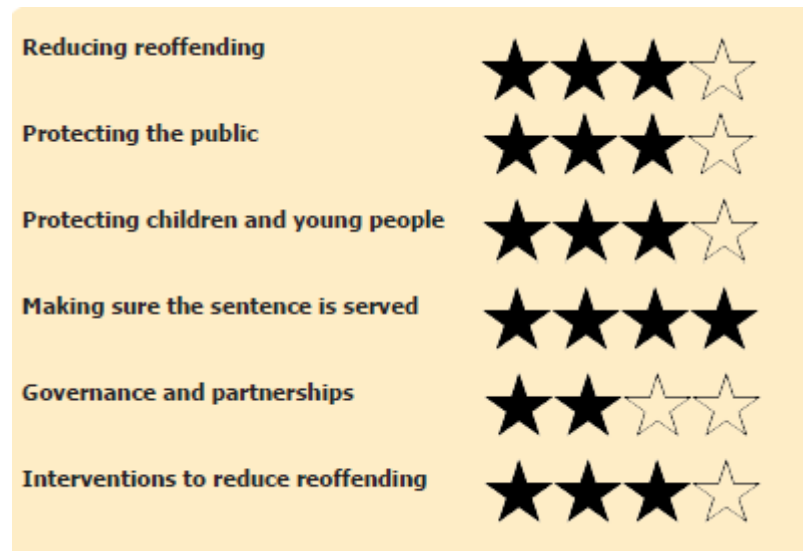 Reducing reoffending
Protecting the public
Protecting children and young people
Making sure the sentence is served
Governance and partnerships
Interventions to reduce reoffending